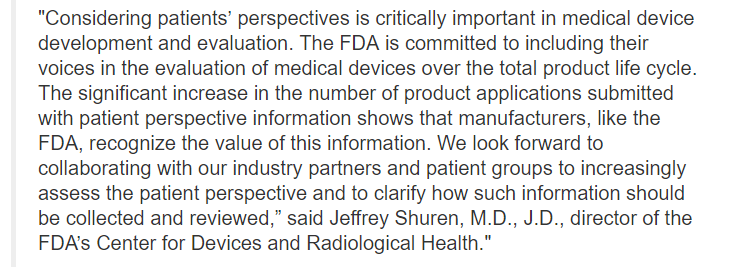 "Considering patients’ perspectives is critically important in medical device
development and evaluation. The FDA is committed to including their
voices in the evaluation of medical devices over the total product life cycle.
The significant increase in the number of product applications submitted
with patient perspective information shows that manufacturers, like the
FDA, recognize the value of this information. We look forward to
collaborating with our industry partners and patient groups to increasingly
assess the patient perspective and to clarify how such information should
be collected and reviewed,” said Jeffrey Shuren, M.D., J.D., director of the
FDA’s Center for Devices and Radiological Health."